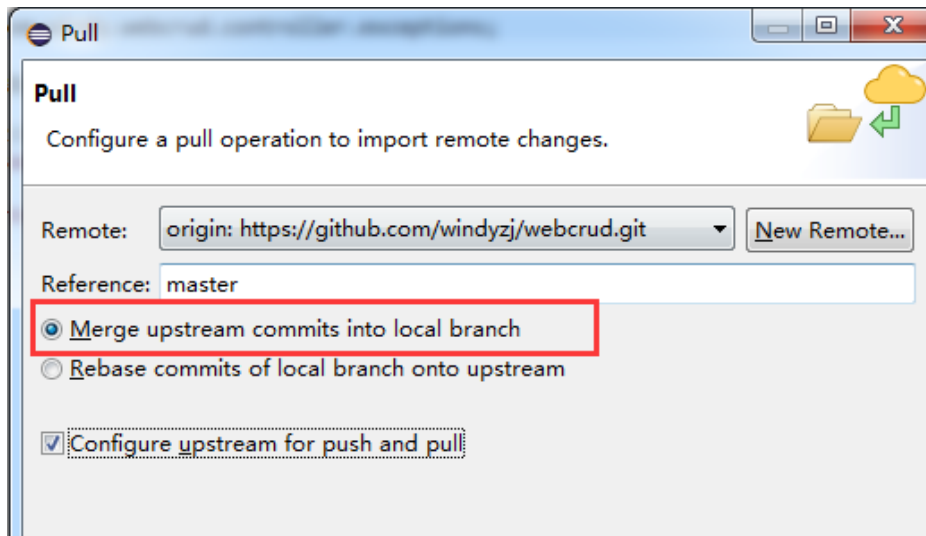 Pull
Pull
Configure a pull operation to import remote changes.
Remote: origin: https://github.com/windyzj/webcrud.git New Remote...
Reference: master
Merge upstream commits into local branch
Rebase commits of local branch onto upstream
Configure upstream for push and pull